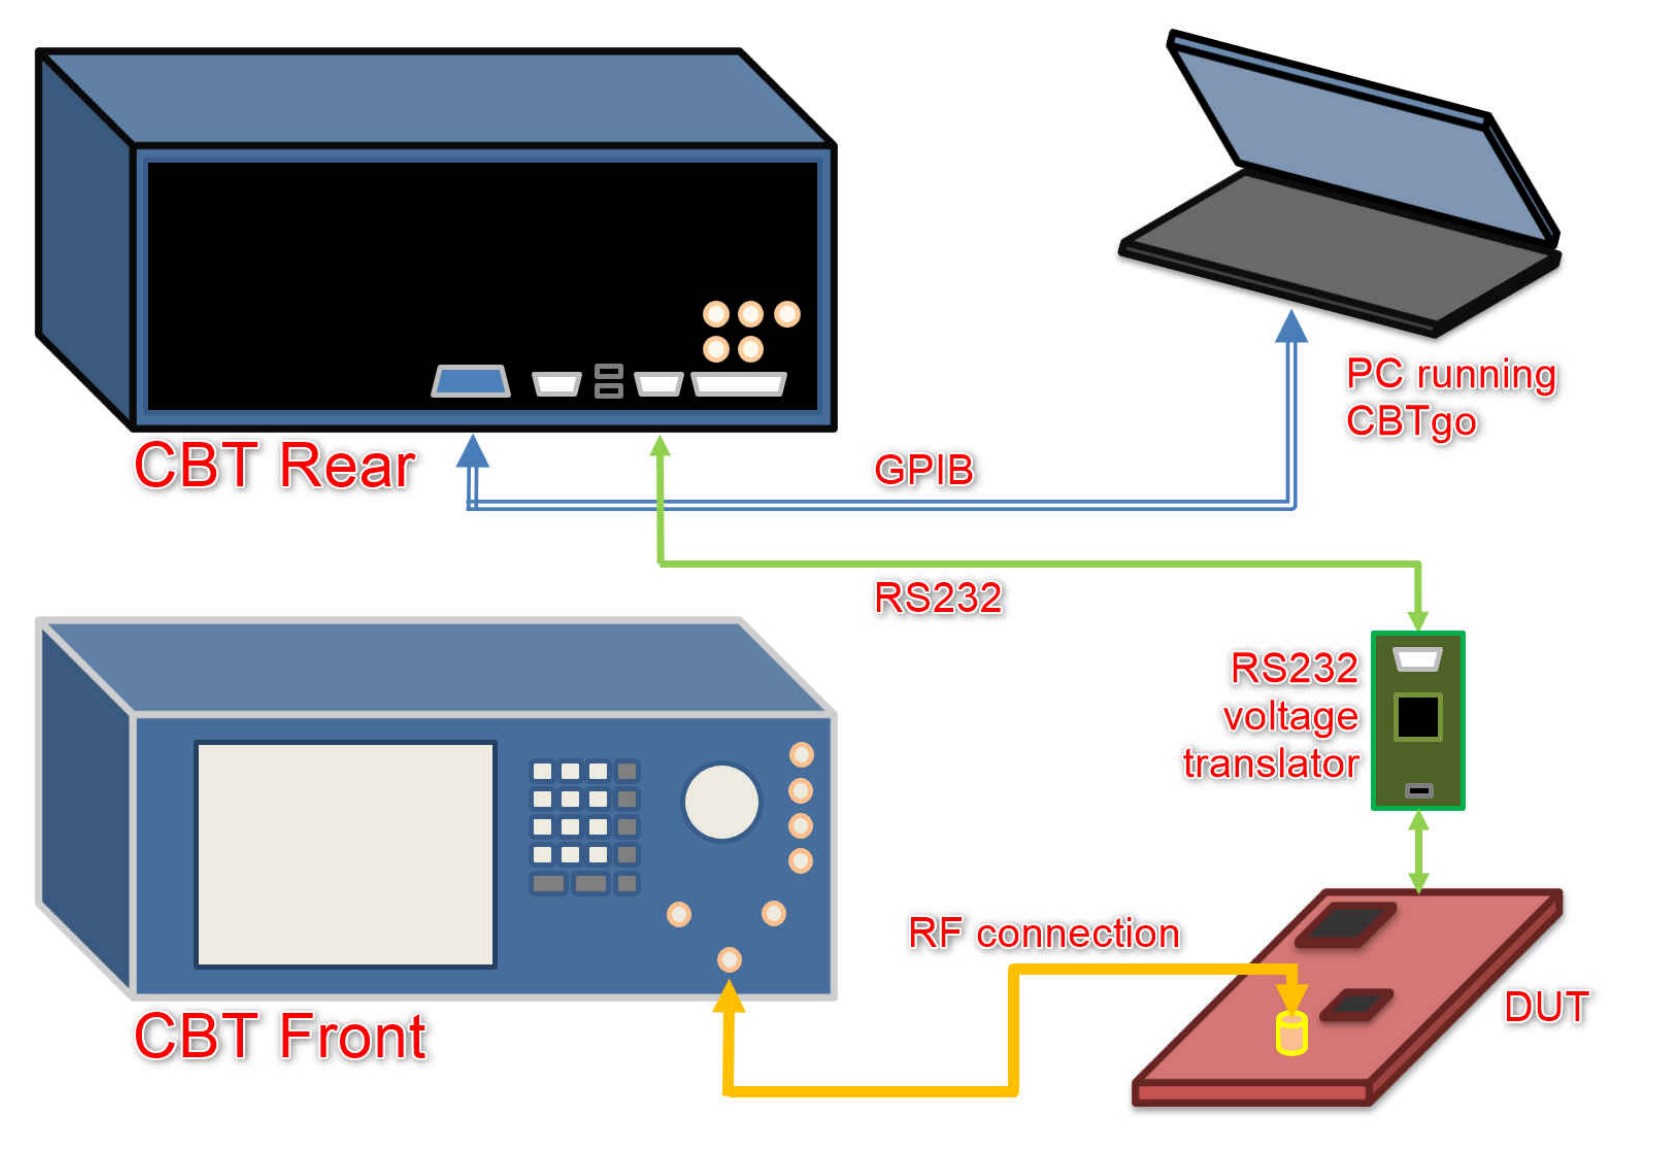 CBT Rear
GPIB
PC running
CBTgo
RS232
RS232
voltage
translator
CBT Front
RF connection
DUT